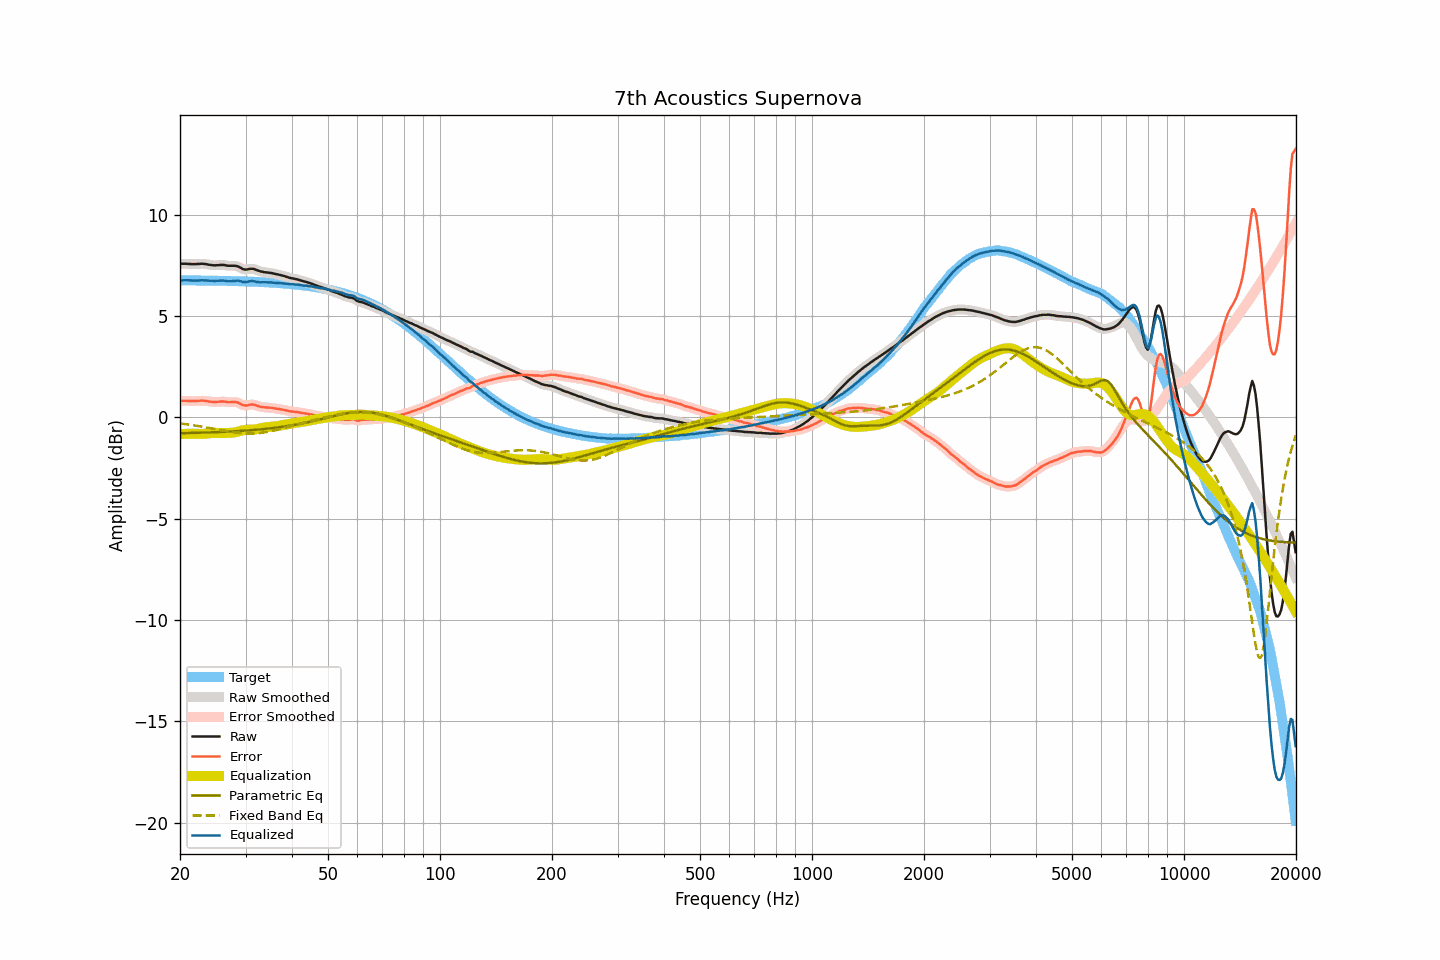 7th Acoustics Supernova
Amplitude (dBr)
10
5
0
−5
−10
−15
−20
Target
Raw Smoothed
Error Smoothed
Raw
Error
Equalization
Parametric Eq
Fixed Band Eq
Equalized
20 50 100 200 500 1000 2000 5000 10000 20000
Frequency (Hz)